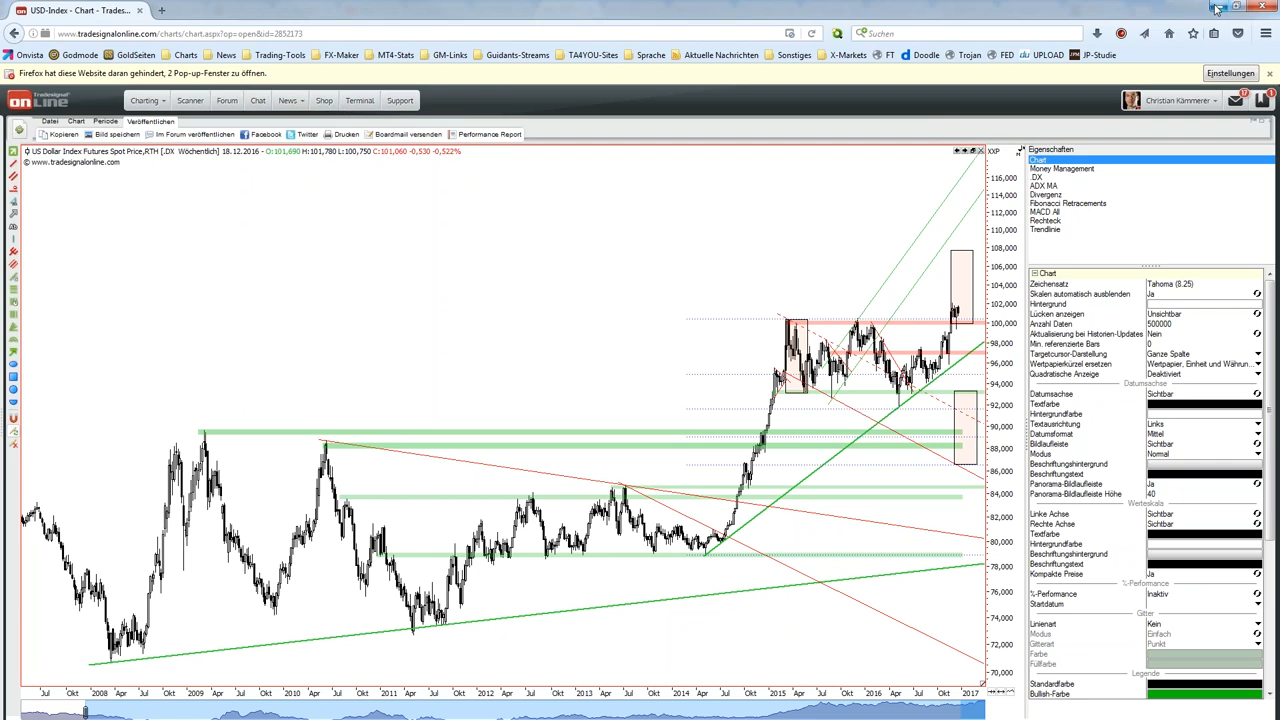 USD-Index - Chart - Trades... × +
www.tradesignalonline.com/charts/chart.aspx?op=open&id=2852173
Suchen
Onvista Godmode GoldSeiten Charts News Trading-Tools FX-Maker MT4-Stats GM-Links Guidants-Streams TA4YOU-Sites Sprache Aktuelle Nachrichten Sonstiges X-Markets FT Doodle Trojan FED UPLOAD JP-Studie
Firefox hat diese Website daran gehindert, 2 Pop-up-Fenster zu öffnen.
Einstellungen
Tradesignal
onLine
Charting Scanner Forum Chat News Shop Terminal Support
Christian Kämmerer 17 1
Datei Chart Periode Veröffentlichen
Kopieren Bild speichern Im Forum veröffentlichen Facebook Twitter Drucken Boardmail versenden Performance Report
US Dollar Index Futures Spot Price,RTH [.DX Wöchentlich] 18.12.2016 - O:101,690 H:101,780 L:100,750 C:101,060 -0,530 -0,522%
© www.tradesignalonline.com
XXP
116,000
114,000
112,000
110,000
108,000
106,000
104,000
102,000
100,000
98,000
96,000
94,000
92,000
90,000
88,000
86,000
84,000
82,000
80,000
78,000
76,000
74,000
72,000
70,000
Jul Okt 2008 Apr Jul Okt 2009 Apr Jul Okt 2010 Apr Jul Okt 2011 Apr Jul Okt 2012 Apr Jul Okt 2013 Apr Jul Okt 2014 Apr Jul Okt 2015 Apr Jul Okt 2016 Apr Jul Okt 2017
Eigenschaften
Chart
Money Management
.DX
ADX MA
Divergenz
Fibonacci Retracements
MACD All
Rechteck
Trendlinie
Chart
Zeichensatz Tahoma (8.25)
Skalen automatisch ausblenden Ja
Hintergrund
Lücken anzeigen Unsichtbar
Anzahl Daten 500000
Aktualisierung bei Historien-Updates Nein
Min. referenzierte Bars 0
Targetcursor-Darstellung Ganze Spalte
Wertpapierkürzel ersetzen Wertpapier, Einheit und Währun...
Quadratische Anzeige Deaktiviert
Datumsachse
Datumsachse Sichtbar
Textfarbe
Hintergrundfarbe
Textausrichtung Links
Datumsformat Mittel
Bildlaufleiste Sichtbar
Modus Normal
Beschriftungshintergrund
Beschriftungstext
Panorama-Bildlaufleiste Ja
Panorama-Bildlaufleiste Höhe 40
Werteskala
Linke Achse Sichtbar
Rechte Achse Sichtbar
Textfarbe
Hintergrundfarbe
Beschriftungshintergrund
Beschriftungstext
Kompakte Preise Ja
%-Performance
%-Performance Inaktiv
Startdatum
Gitter
Linienart Kein
Modus Einfach
Gitterart Punkt
Farbe
Füllfarbe
Legende
Standardfarbe
Bullish-Farbe